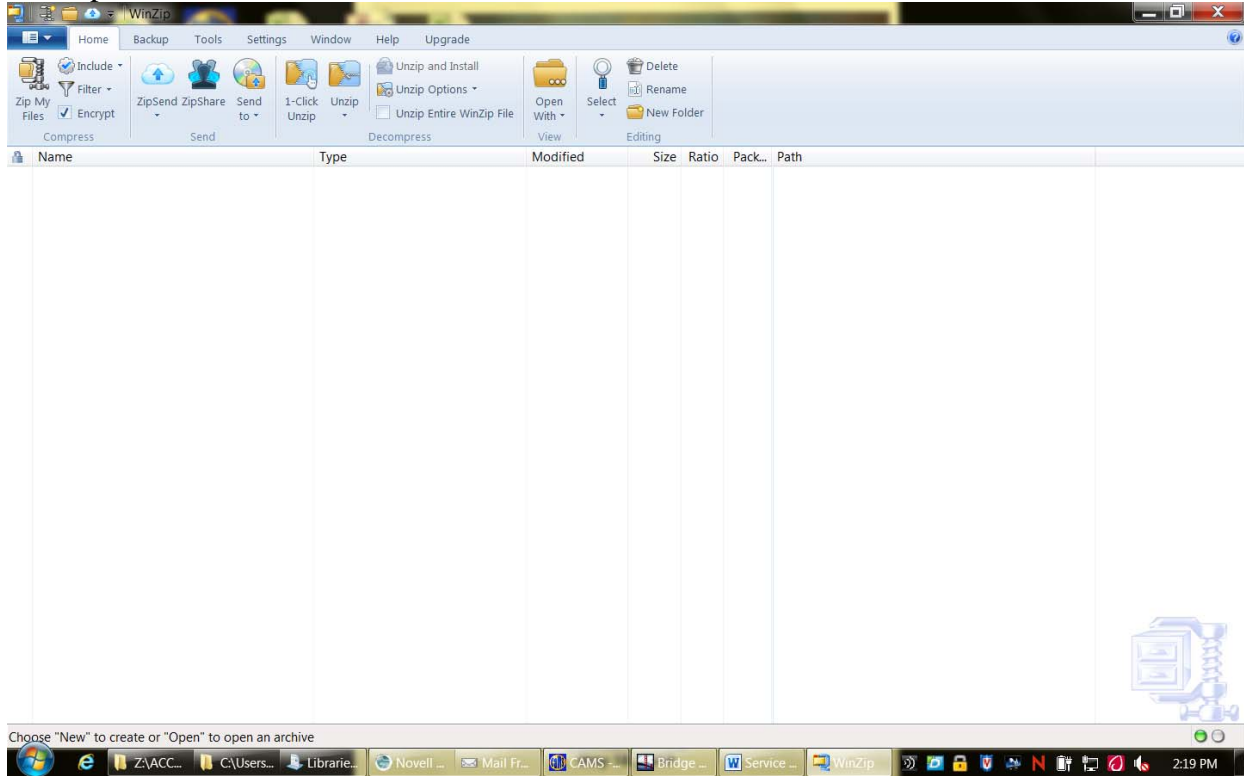 WinZip
Home Backup Tools Settings Window Help Upgrade
Include
Filter
Encrypt
Zip My Files
ZipSend ZipShare Send to
1-Click Unzip
Unzip
Unzip and Install
Unzip Options
Unzip Entire WinZip File
Open With
Select
Delete
Rename
New Folder
Compress Send Decompress View Editing
Name Type Modified Size Ratio Pack... Path
Choose "New" to create or "Open" to open an archive
Z:\ACC... C:\Users... Librarie... Novell ... Mail Fr... CAMS -... Bridge ... Service ... WinZip 2:19 PM